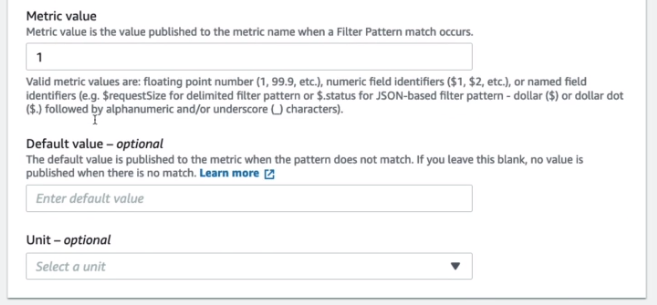 Metric value
Metric value is the value published to the metric name when a Filter Pattern match occurs.
1
Valid metric values are: floating point number (1, 99.9, etc.), numeric field identifiers ($1, $2, etc.), or named field
identifiers (e.g. $requestSize for delimited filter pattern or $.status for JSON-based filter pattern - dollar ($) or dollar dot
($.) followed by alphanumeric and/or underscore (_) characters).
Default value – optional
The default value is published to the metric when the pattern does not match. If you leave this blank, no value is
published when there is no match. Learn more
Enter default value
Unit – optional
Select a unit